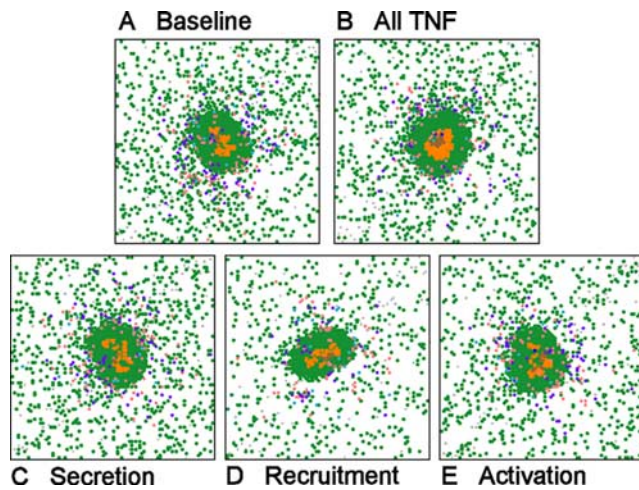 A Baseline
B All TNF
C Secretion
D Recruitment
E Activation